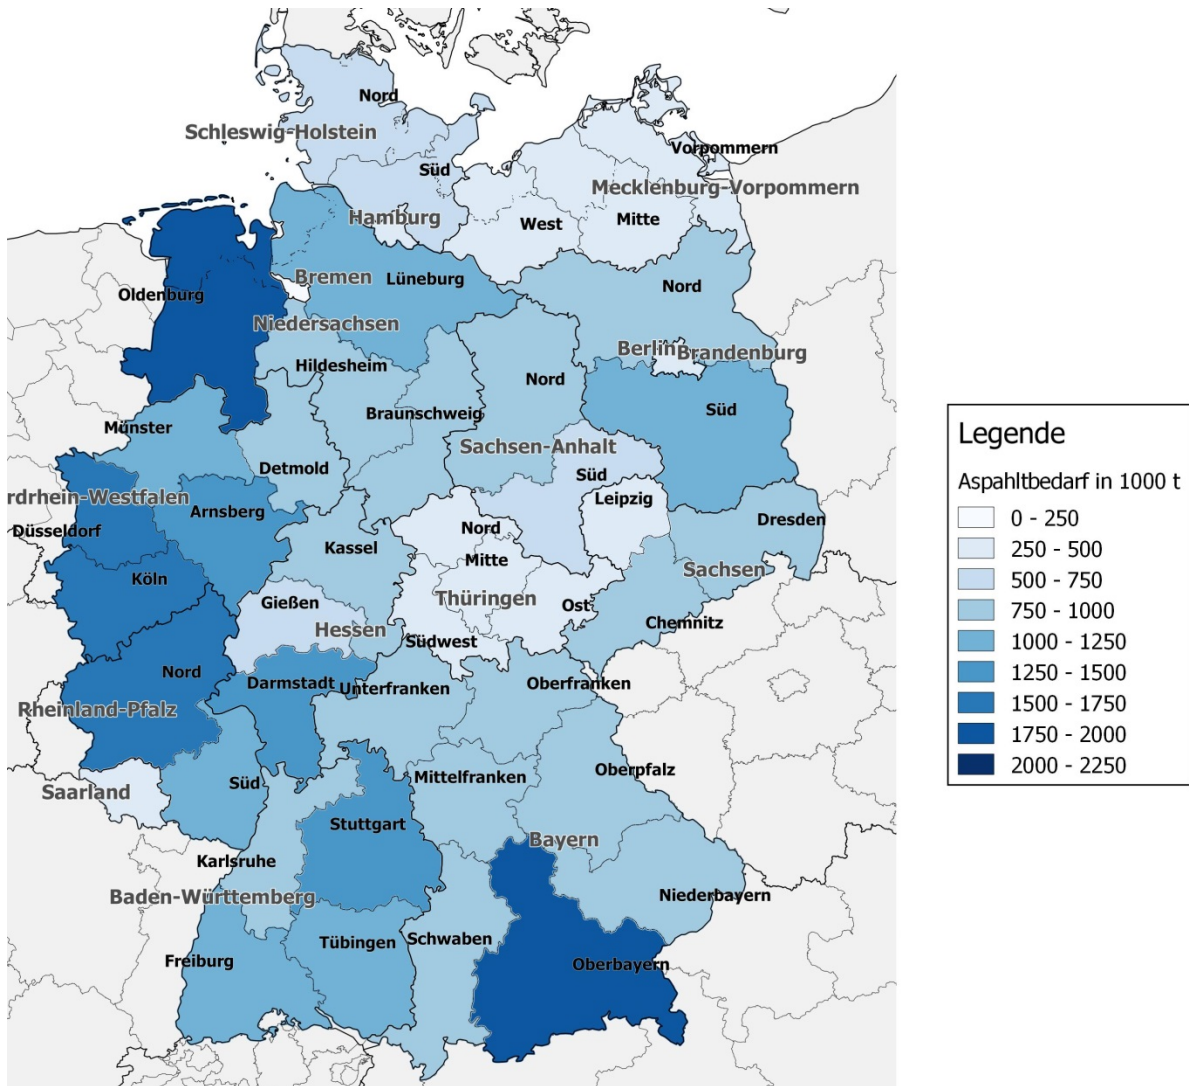 Nord
Schleswig-Holstein
Süd
Vorpommern
Mecklenburg-Vorpommern
Hamburg
West
Mitte
Bremen
Lüneburg
Oldenburg
Nord
Niedersachsen
Berlin
Brandenburg
Hildesheim
Nord
Süd
Münster
Braunschweig
Sachsen-Anhalt
Detmold
Süd
rdrhein-Westfalen
Leipzig
Arnsberg
Düsseldorf
Nord
Dresden
Kassel
Mitte
Köln
Sachsen
Gießen
Thüringen
Ost
Hessen
Chemnitz
Südwest
Nord
Darmstadt
Unterfranken
Oberfranken
Rheinland-Pfalz
Mittelfranken
Oberpfalz
Süd
Saarland
Stuttgart
Bayern
Karlsruhe
Baden-Württemberg
Niederbayern
Tübingen
Schwaben
Freiburg
Oberbayern
Legende
Aspahltbedarf in 1000 t
0 - 250
250 - 500
500 - 750
750 - 1000
1000 - 1250
1250 - 1500
1500 - 1750
1750 - 2000
2000 - 2250